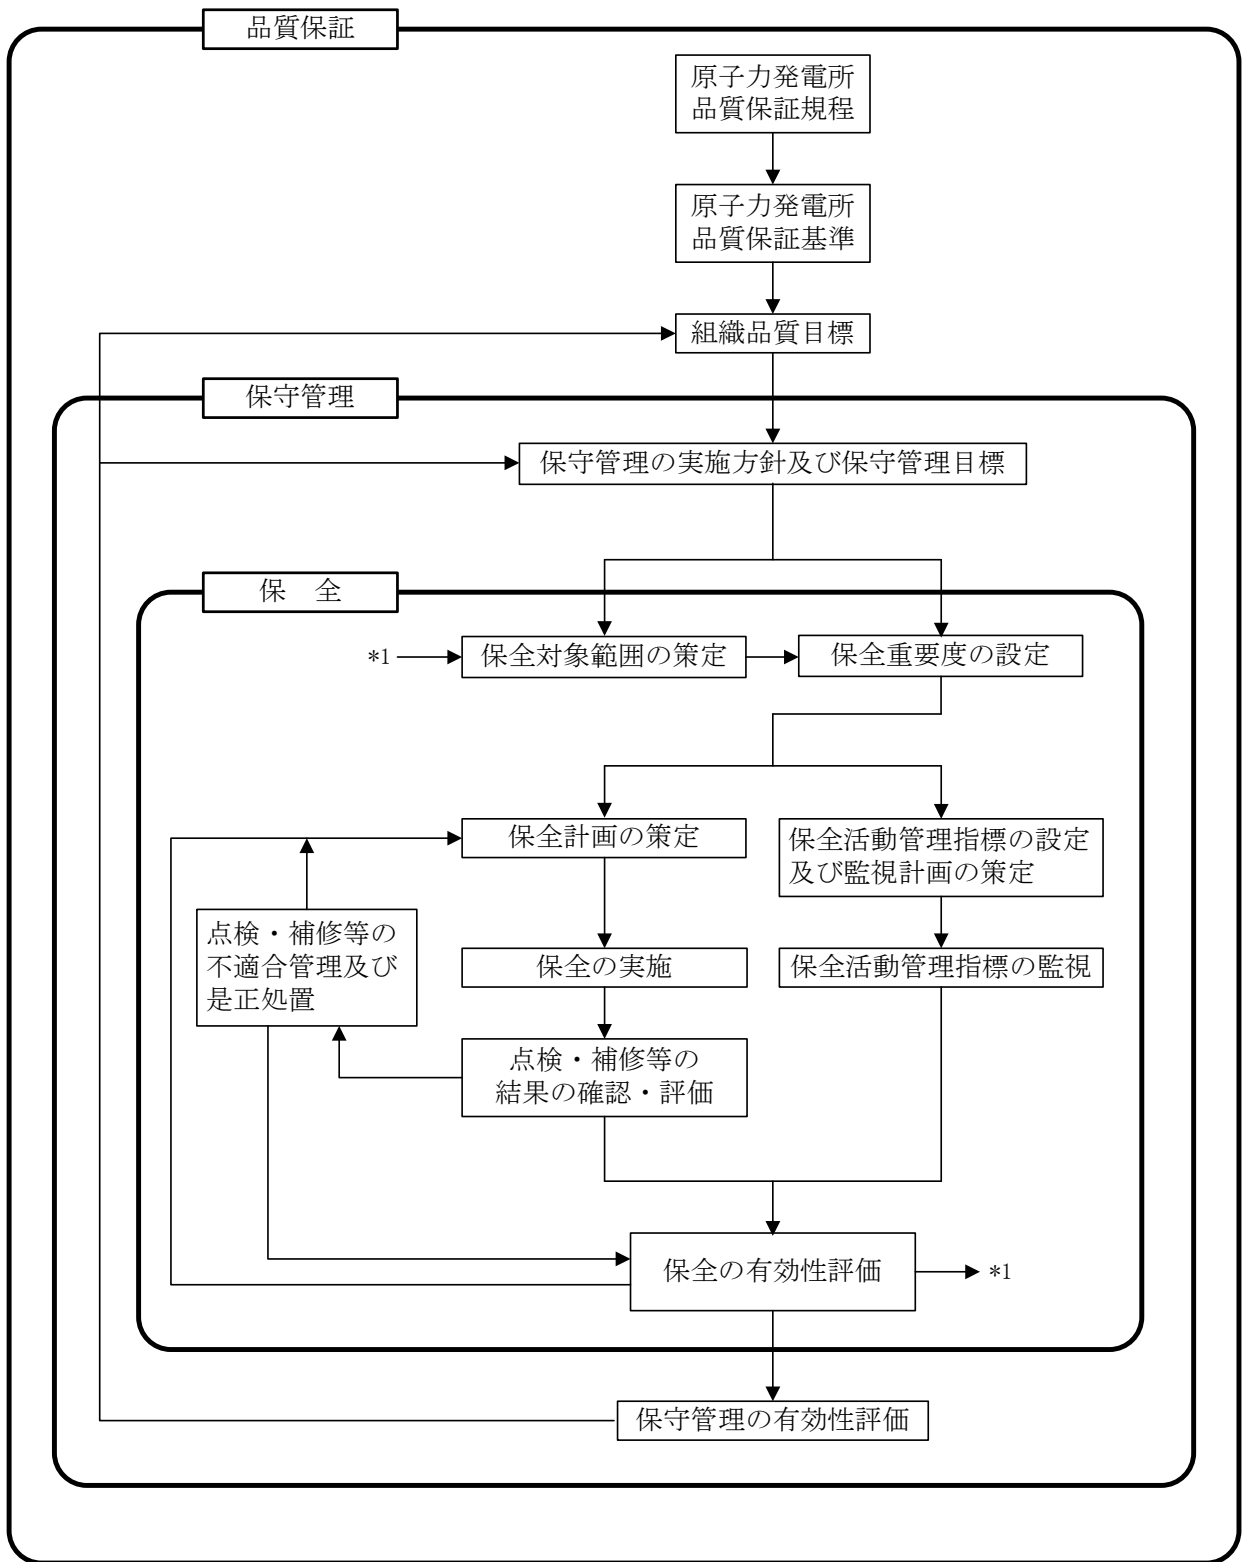 品質保証
原子力発電所
品質保証規程
原子力発電所
品質保証基準
組織品質目標
保守管理
保守管理の実施方針及び保守管理目標
保 全
*1
保全対象範囲の策定
保全重要度の設定
保全計画の策定
保全活動管理指標の設定
及び監視計画の策定
点検・補修等の
不適合管理及び
是正処置
保全の実施
保全活動管理指標の監視
点検・補修等の
結果の確認・評価
保全の有効性評価
*1
保守管理の有効性評価